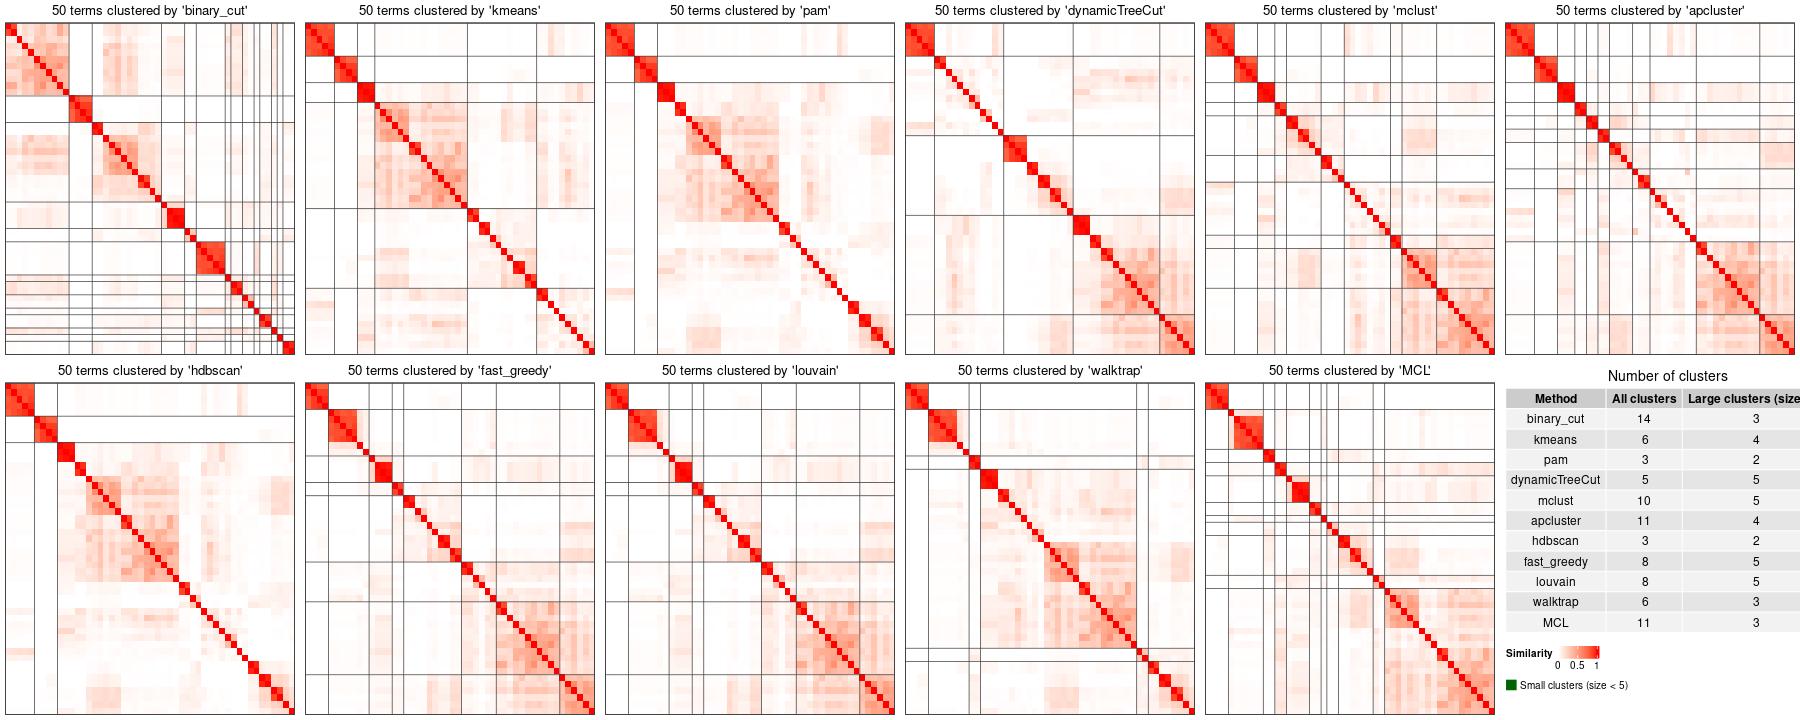 50 terms clustered by 'binary_cut'
50 terms clustered by 'kmeans'
50 terms clustered by 'pam'
50 terms clustered by 'dynamicTreeCut'
50 terms clustered by 'mclust'
50 terms clustered by 'apcluster'
50 terms clustered by 'hdbscan'
50 terms clustered by 'fast_greedy'
50 terms clustered by 'louvain'
50 terms clustered by 'walktrap'
50 terms clustered by 'MCL'
Number of clusters
Method All clusters Large clusters (size
binary_cut 14 3
kmeans 6 4
pam 3 2
dynamicTreeCut 5 5
mclust 10 5
apcluster 11 4
hdbscan 3 2
fast_greedy 8 5
louvain 8 5
walktrap 6 3
MCL 11 3
Similarity
0 0.5 1
Small clusters (size < 5)